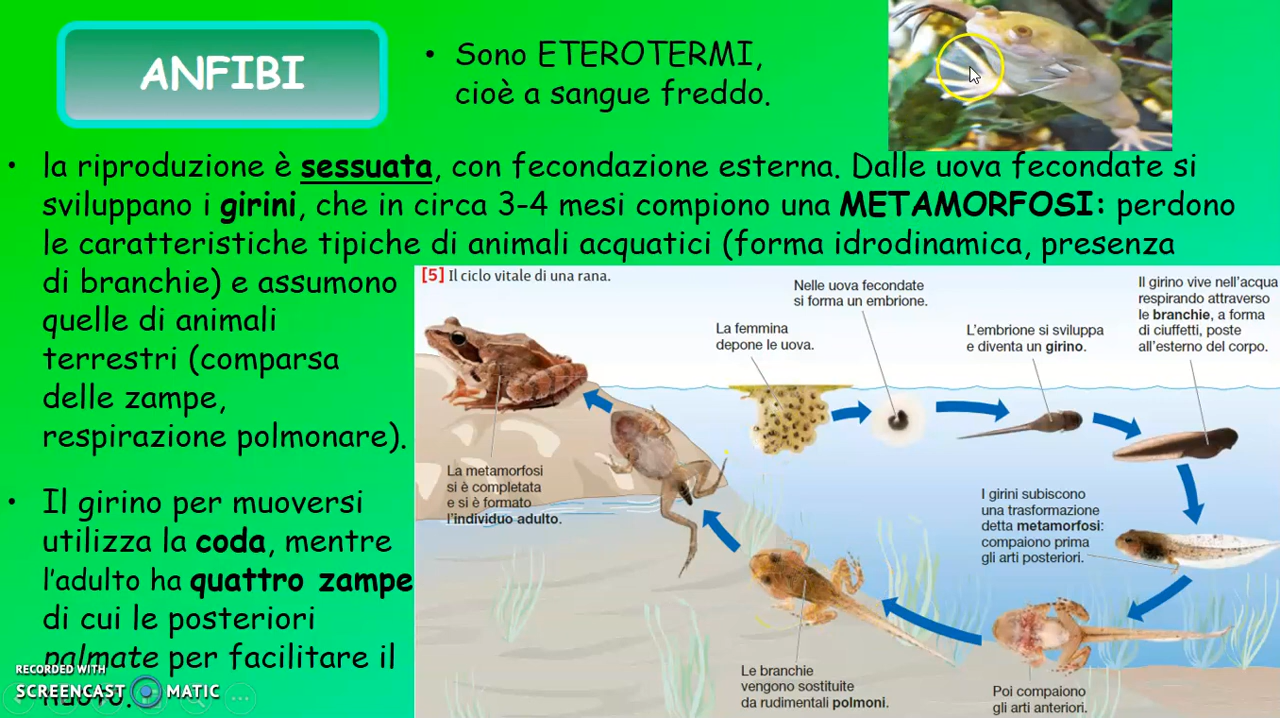 ANFIBI
• Sono ETEROTERMI,
cioè a sangue freddo.
• la riproduzione è sessuata, con fecondazione esterna. Dalle uova fecondate si
sviluppano i girini, che in circa 3-4 mesi compiono una METAMORFOSI: perdono
le caratteristiche tipiche di animali acquatici (forma idrodinamica, presenza
di branchie) e assumono
quelle di animali
terrestri (comparsa
delle zampe,
respirazione polmonare).
• Il girino per muoversi
utilizza la coda, mentre
l'adulto ha quattro zampe
di cui le posteriori
palmate per facilitare il
nuoto.
[5] Il ciclo vitale di una rana.
La femmina
depone le uova.
Nelle uova fecondate
si forma un embrione.
L'embrione si sviluppa
e diventa un girino.
Il girino vive nell'acqua
respirando attraverso
le branchie, a forma
di ciuffetti, poste
all'esterno del corpo.
I girini subiscono
una trasformazione
detta metamorfosi:
compaiono prima
gli arti posteriori.
Poi compaiono
gli arti anteriori.
Le branchie
vengono sostituite
da rudimentali polmoni.
La metamorfosi
si è completata
e si è formato
l'individuo adulto.
RECORDED WITH
SCREENCAST MATIC